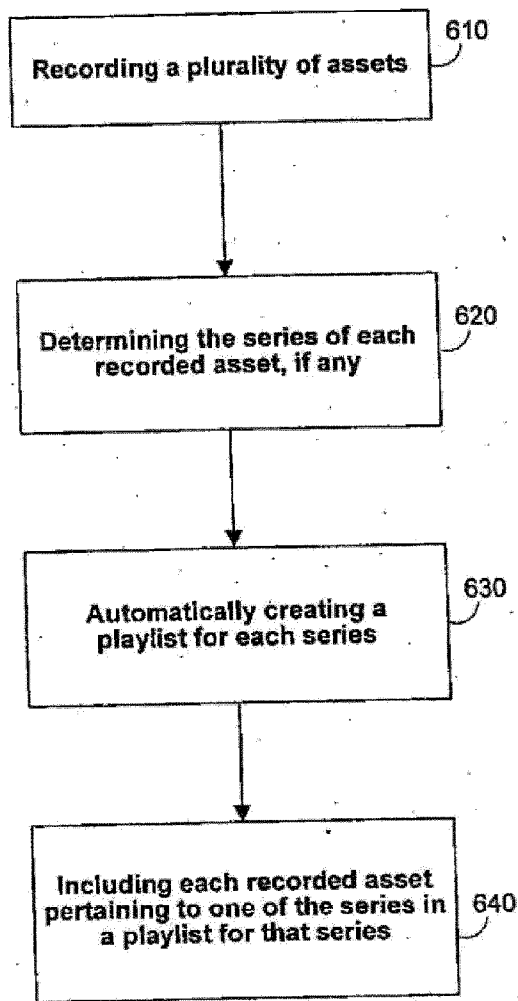 610
Recording a plurality of assets
620
Determining the series of each
recorded asset, if any
630
Automatically creating a
playlist for each series
640
Including each recorded asset
pertaining to one of the series in
a playlist for that series